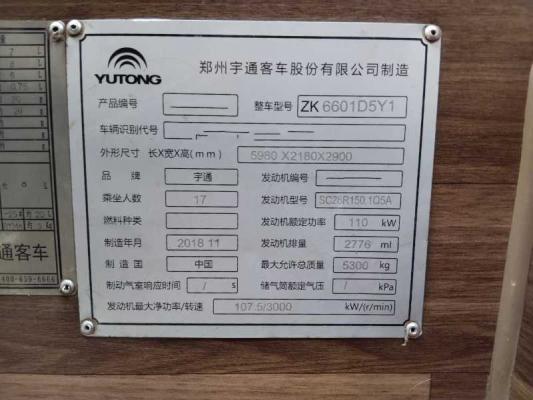 YUTONG
郑州宇通客车股份有限公司制造
产品编号 整车型号 ZK 6601D5Y1
车辆识别代号
外形尺寸 长X宽X高(mm) 5980 X2180X2900
品牌 宇通 发动机编号
乘坐人数 17 发动机型号 SC28R150.1Q5A
燃料种类 发动机额定功率 110 kW
制造年月 2018 11 发动机排量 2776 ml
制造国 中国 最大允许总质量 5300 kg
制动气室响应时间 / s 储气筒额定气压 / kPa
发动机最大净功率/转速 107.5/3000 kW/(r/min)
通客车
400-659-6666